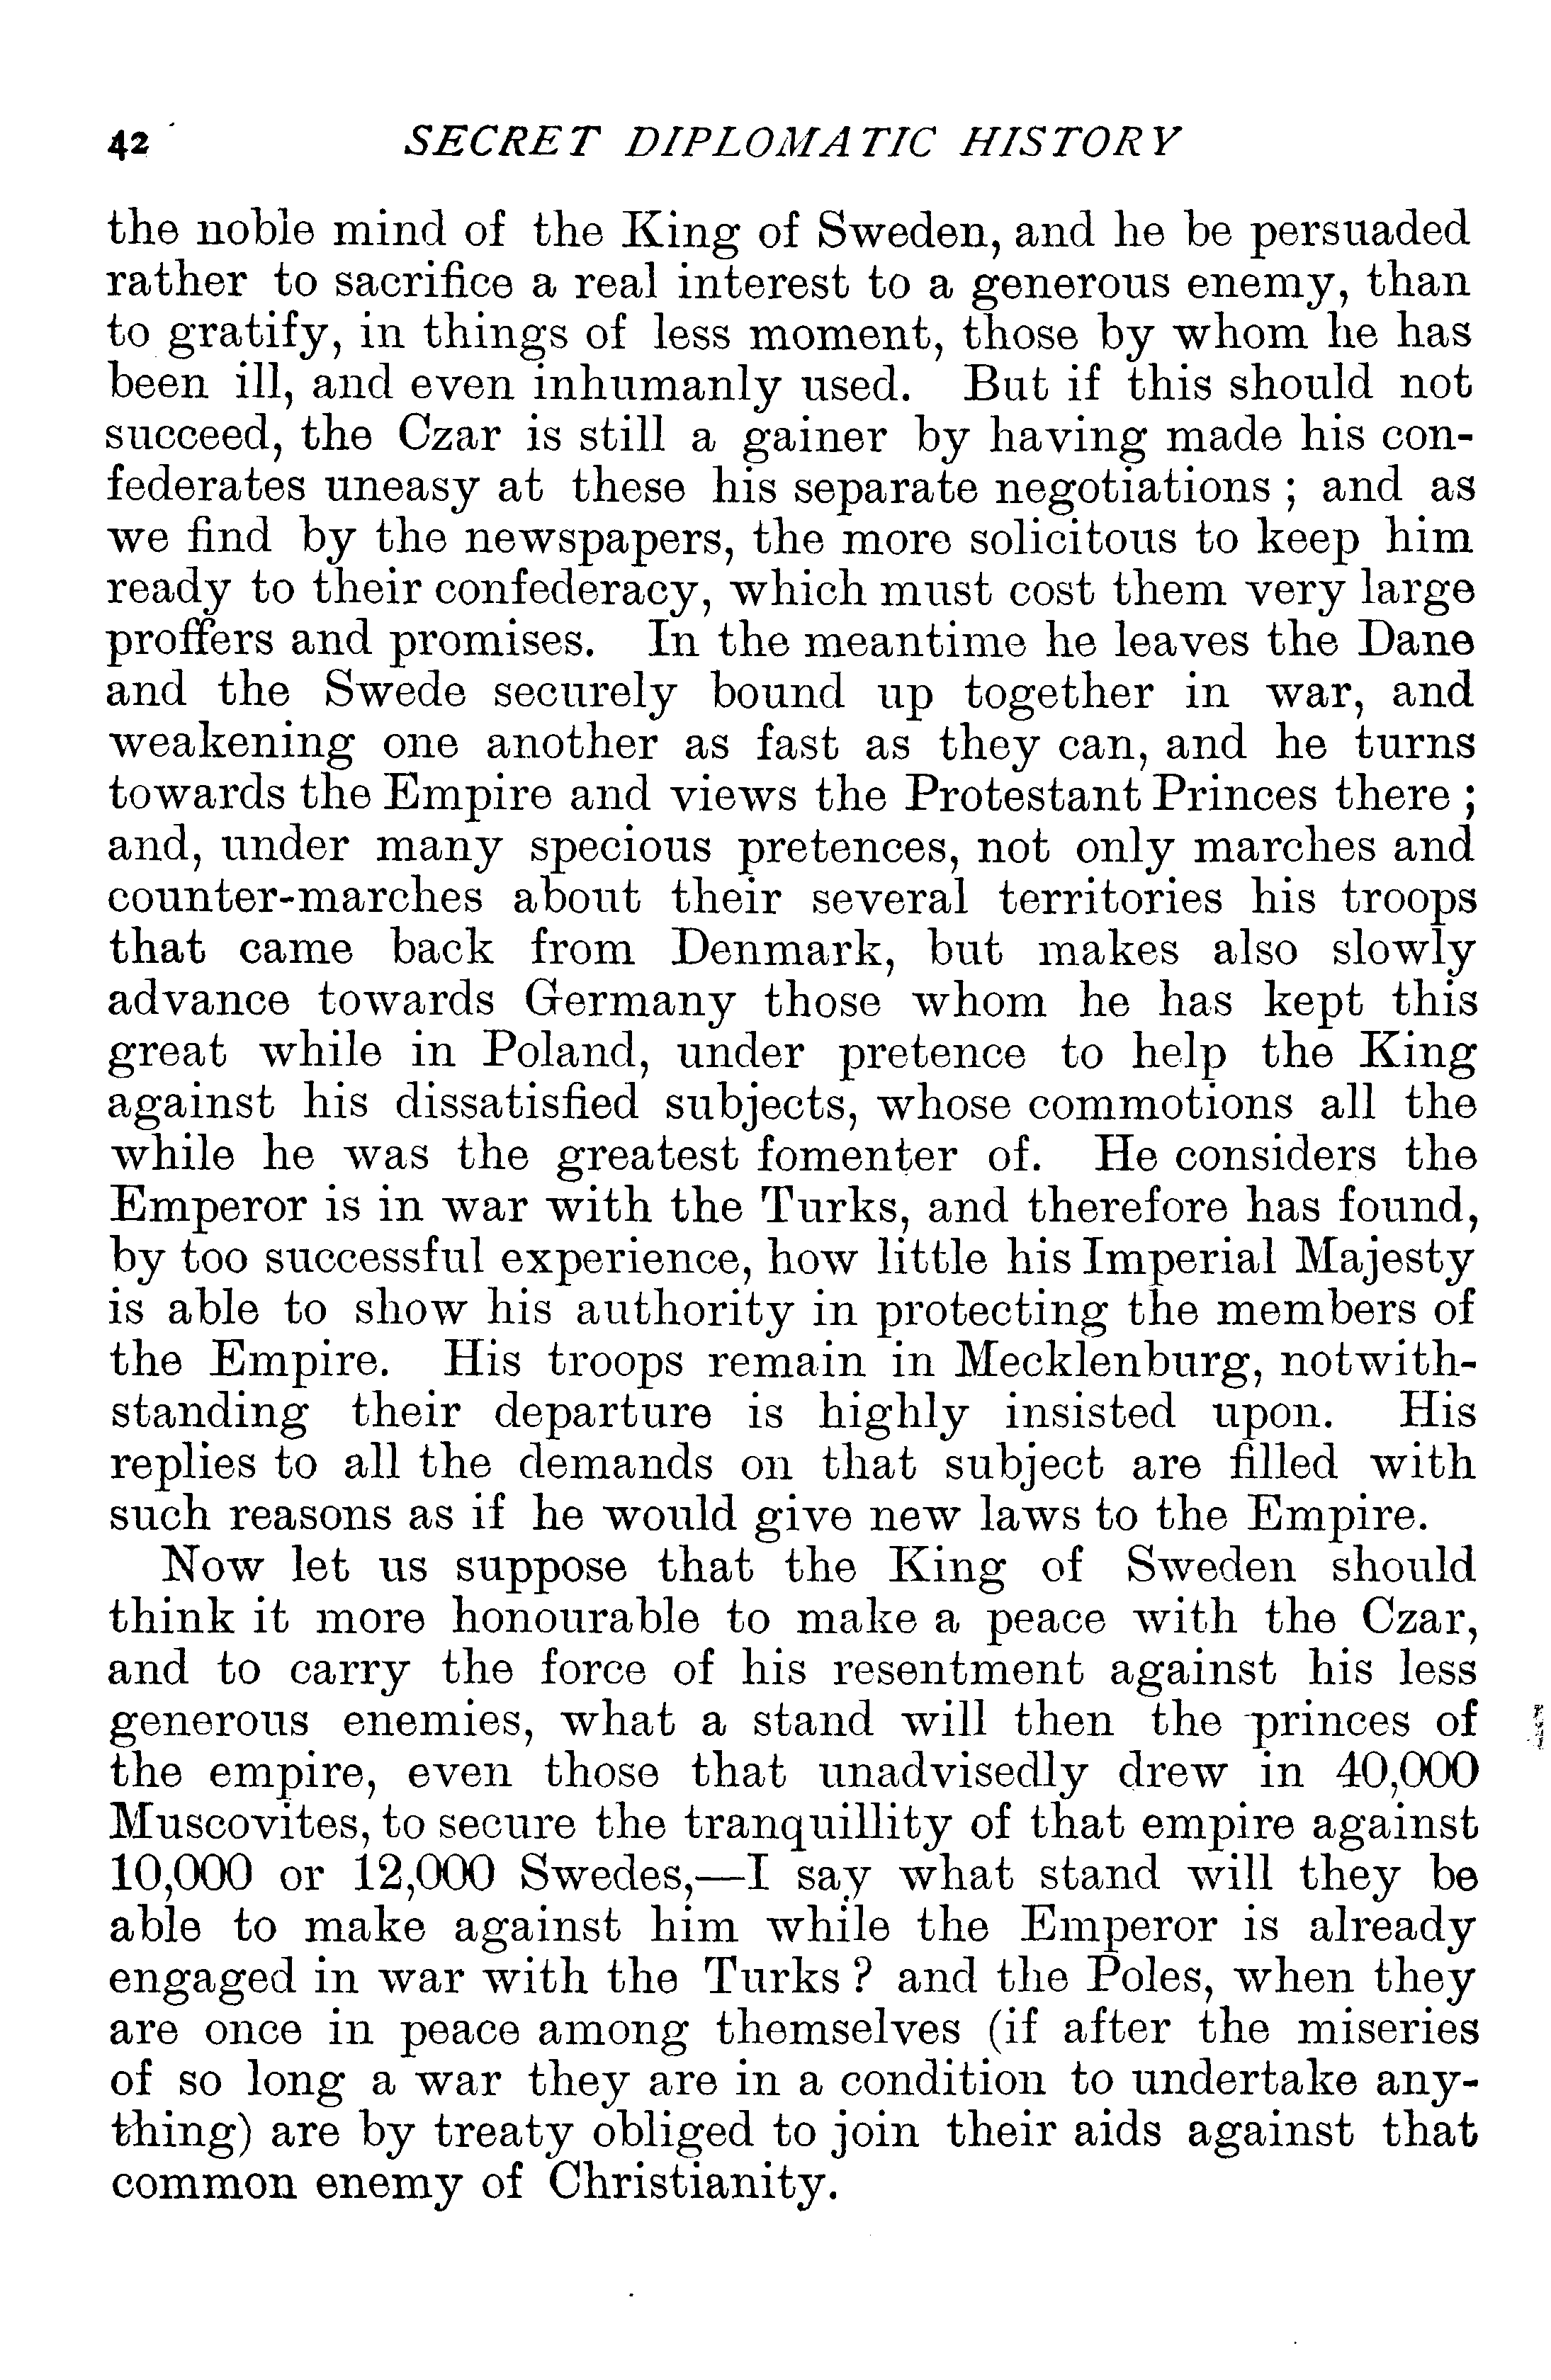 42 SECRET DIPLOMATIC HISTORY
the noble mind of the King of Sweden, and he be persuaded
rather to sacrifice a real interest to a generous enemy, than
to gratify, in things of less moment, those by whom he has
been ill, and even inhumanly used. But if this should not
succeed, the Czar is still a gainer by having made his con-
federates uneasy at these his separate negotiations ; and as
we find by the newspapers, the more solicitous to keep him
ready to their confederacy, which must cost them very large
proffers and promises. In the meantime he leaves the Dane
and the Swede securely bound up together in war, and
weakening one another as fast as they can, and he turns
towards the Empire and views the Protestant Princes there ;
and, under many specious pretences, not only marches and
counter-marches about their several territories his troops
that came back from Denmark, but makes also slowly
advance towards Germany those whom he has kept this
great while in Poland, under pretence to help the King
against his dissatisfied subjects, whose commotions all the
while he was the greatest fomenter of. He considers the
Emperor is in war with the Turks, and therefore has found,
by too successful experience, how little his Imperial Majesty
is able to show his authority in protecting the members of
the Empire. His troops remain in Mecklenburg, notwith-
standing their departure is highly insisted upon. His
replies to all the demands on that subject are filled with
such reasons as if he would give new laws to the Empire.
Now let us suppose that the King of Sweden should
think it more honourable to make a peace with the Czar,
and to carry the force of his resentment against his less
generous enemies, what a stand will then the princes of
the empire, even those that unadvisedly drew in 40,000
Muscovites, to secure the tranquillity of that empire against
10,000 or 12,000 Swedes,—I say what stand will they be
able to make against him while the Emperor is already
engaged in war with the Turks ? and the Poles, when they
are once in peace among themselves (if after the miseries
of so long a war they are in a condition to undertake any-
thing) are by treaty obliged to join their aids against that
common enemy of Christianity.